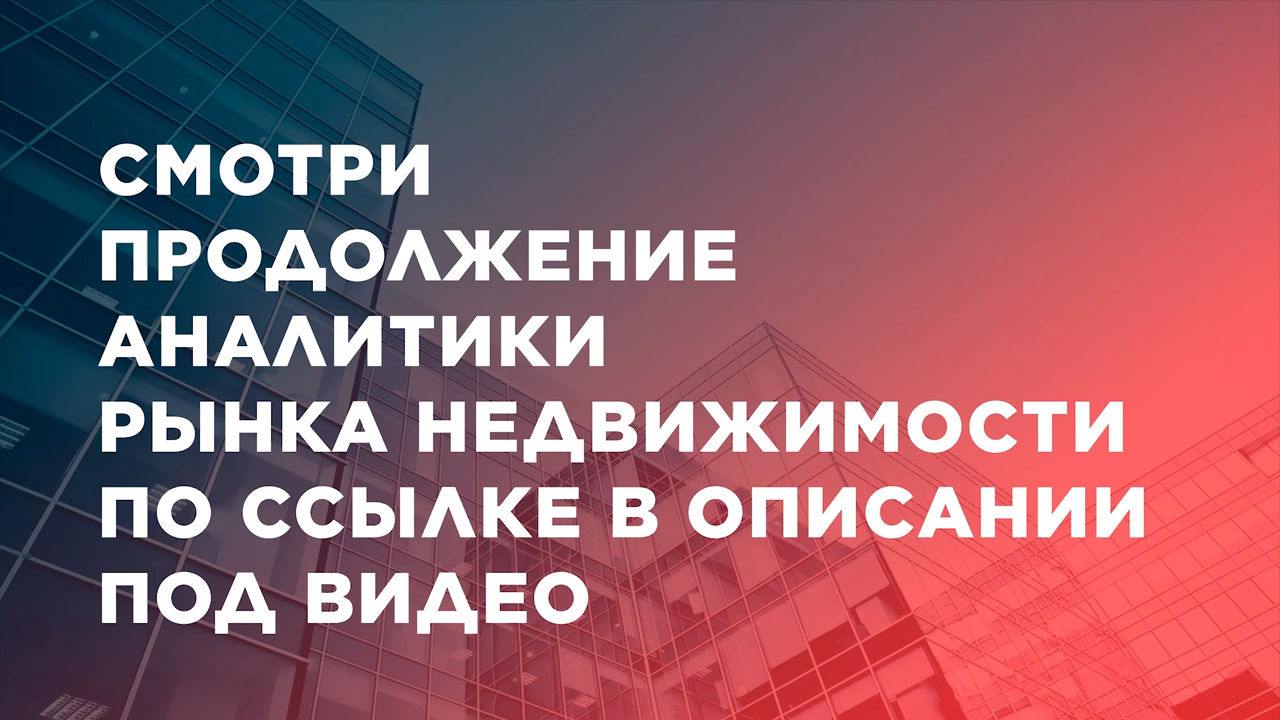 СМОТРИ
ПРОДОЛЖЕНИЕ
АНАЛИТИКИ
РЫНКА НЕДВИЖИМОСТИ
ПО ССЫЛКЕ В ОПИСАНИИ
ПОД ВИДЕО